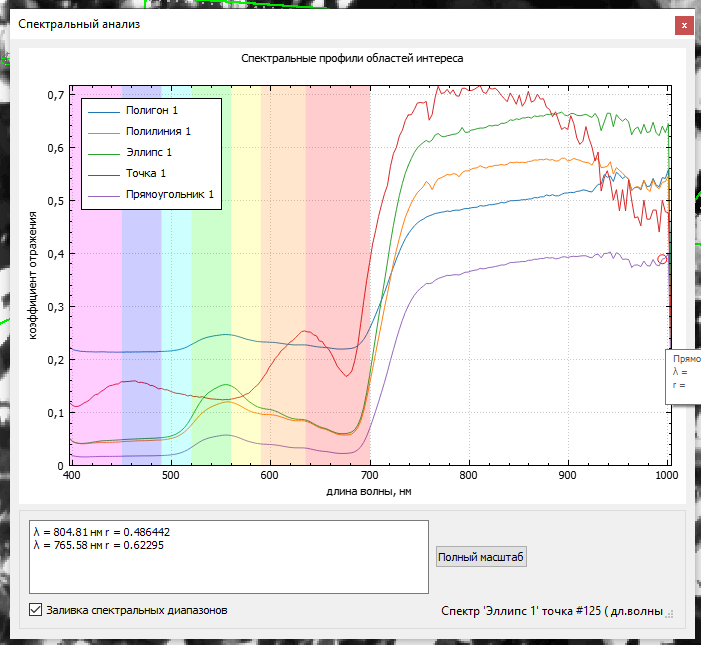 Спектральный анализ
x
Спектральные профили областей интереса
0,7
0,6
0,5
0,4
0,3
0,2
0,1
0
коэффициент отражения
Полигон 1
Полилиния 1
Эллипс 1
Точка 1
Прямоугольник 1
400
500
600
700
800
900
1000
длина волны, нм
Прямо
λ =
r =
λ = 804.81 нм r = 0.486442
λ = 765.58 нм r = 0.62295
Полный масштаб
Заливка спектральных диапазонов
Спектр 'Эллипс 1' точка #125 ( дл.волны